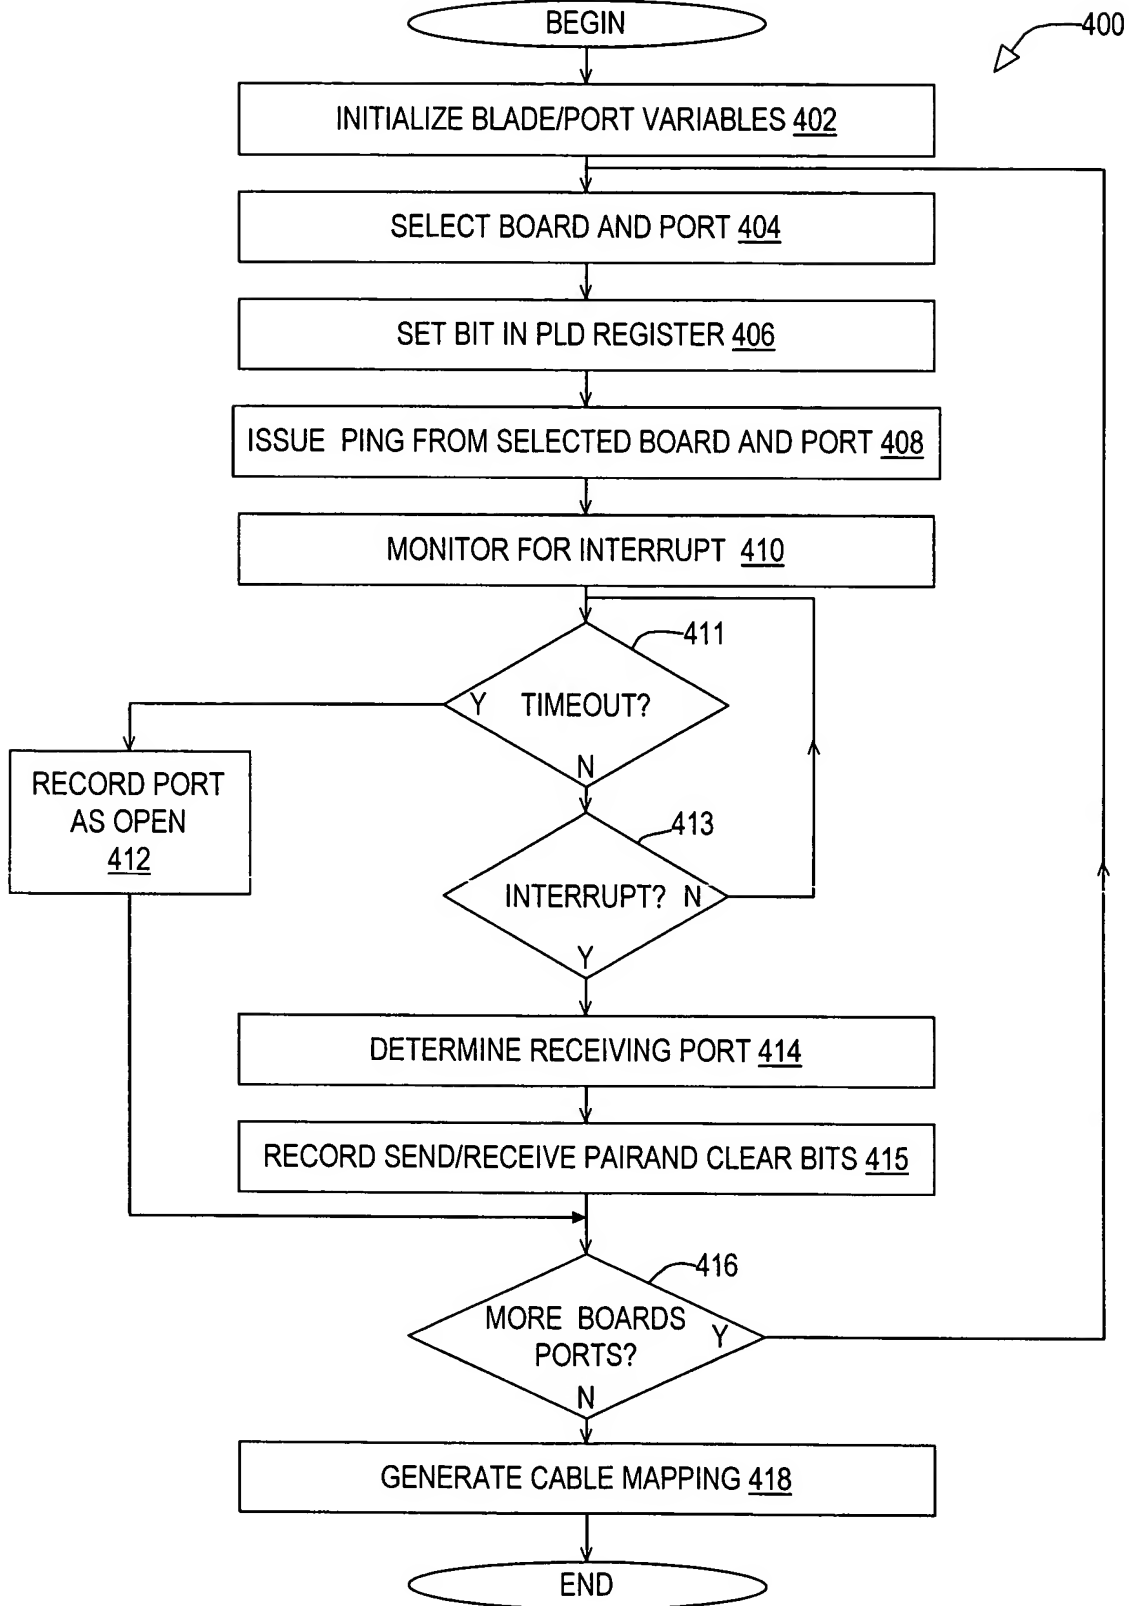 BEGIN
400
INITIALIZE BLADE/PORT VARIABLES 402
SELECT BOARD AND PORT 404
SET BIT IN PLD REGISTER 406
ISSUE PING FROM SELECTED BOARD AND PORT 408
MONITOR FOR INTERRUPT 410
411
Y TIMEOUT?
N
RECORD PORT
AS OPEN
412
413
INTERRUPT? N
Y
DETERMINE RECEIVING PORT 414
RECORD SEND/RECEIVE PAIRAND CLEAR BITS 415
416
MORE BOARDS
PORTS?
Y
N
GENERATE CABLE MAPPING 418
END